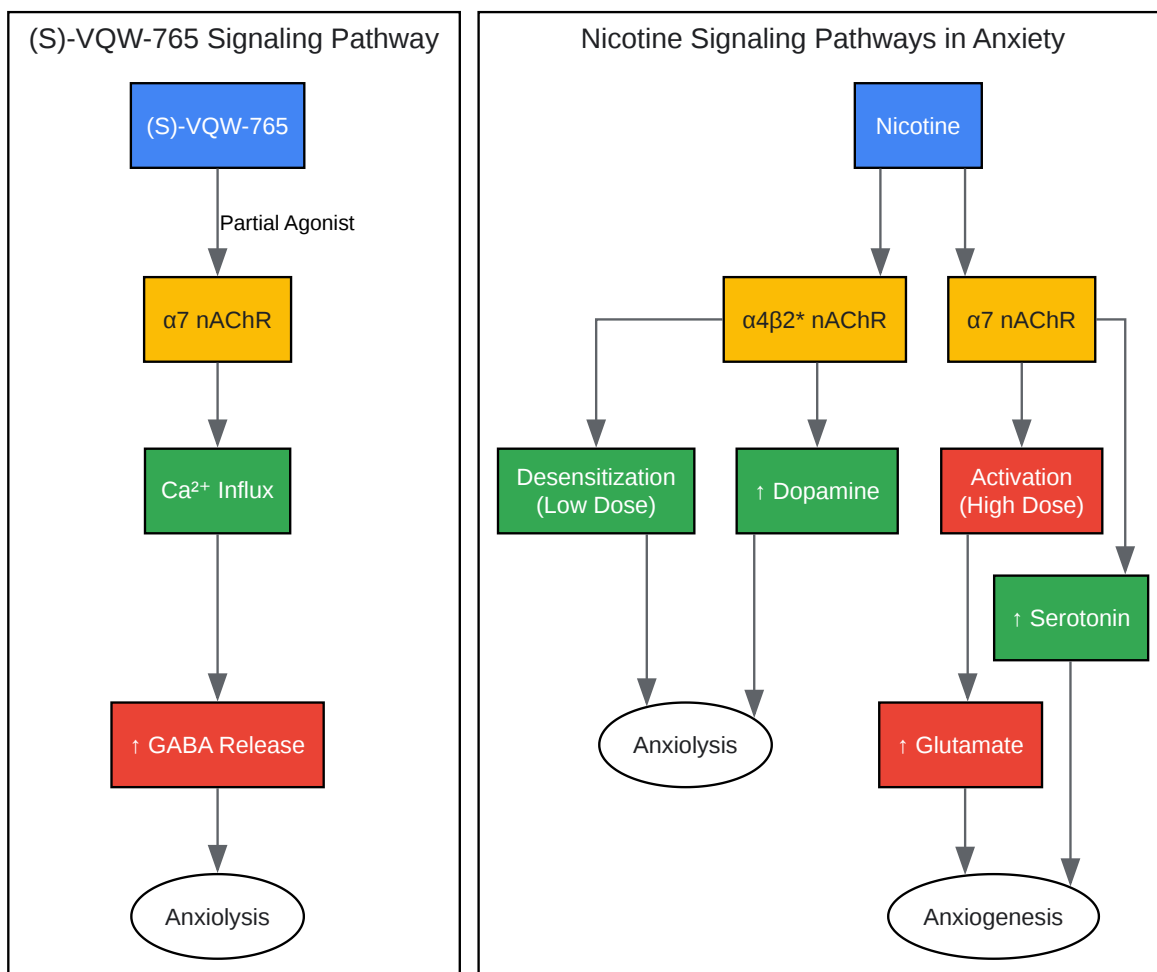 (S)-VQW-765 Signaling Pathway
(S)-VQW-765
Partial Agonist
α7 nAChR
Ca²⁺ Influx
↑ GABA Release
Anxiolysis
Nicotine Signaling Pathways in Anxiety
Nicotine
α4β2* nAChR
α7 nAChR
Desensitization
(Low Dose)
↑ Dopamine
Activation
(High Dose)
↑ Serotonin
Anxiolysis
↑ Glutamate
Anxiogenesis